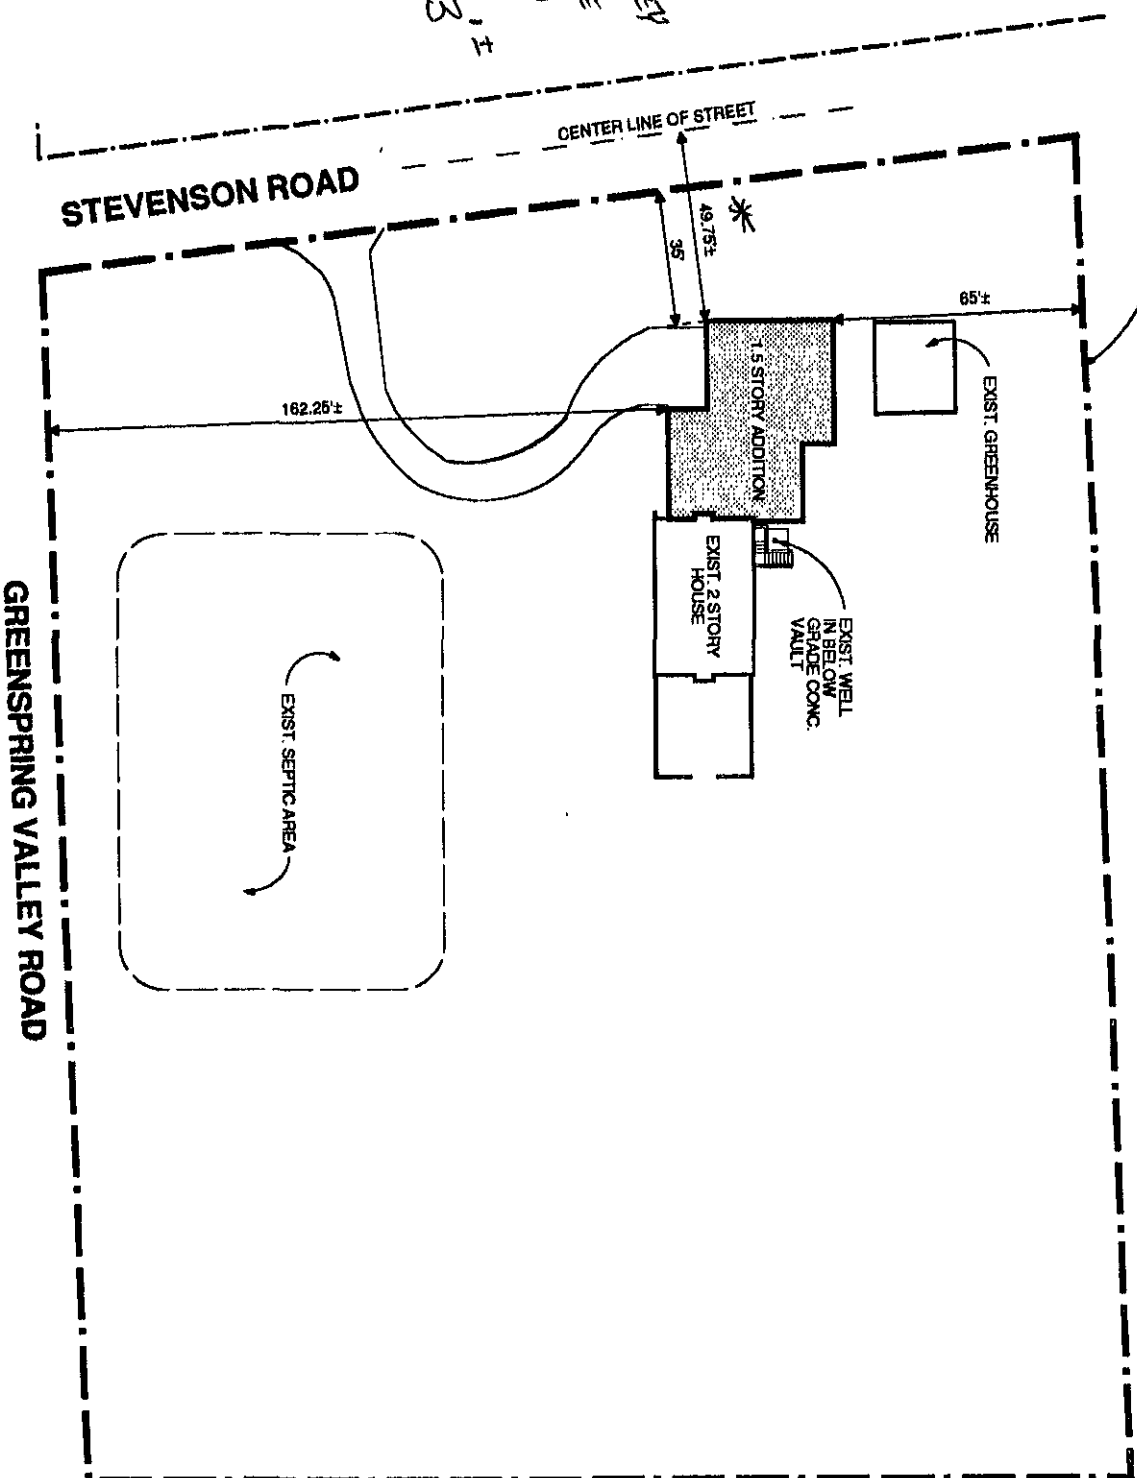 3'±
CENTER LINE OF STREET
STEVENSON ROAD
49.75'±
35'
65'±
162.25'±
1.5 STORY ADDITION
EXIST. GREENHOUSE
EXIST. 2 STORY
HOUSE
EXIST. WELL
IN BELOW
GRADE CONC.
VAULT
EXIST. SEPTIC AREA
GREENSPRING VALLEY ROAD